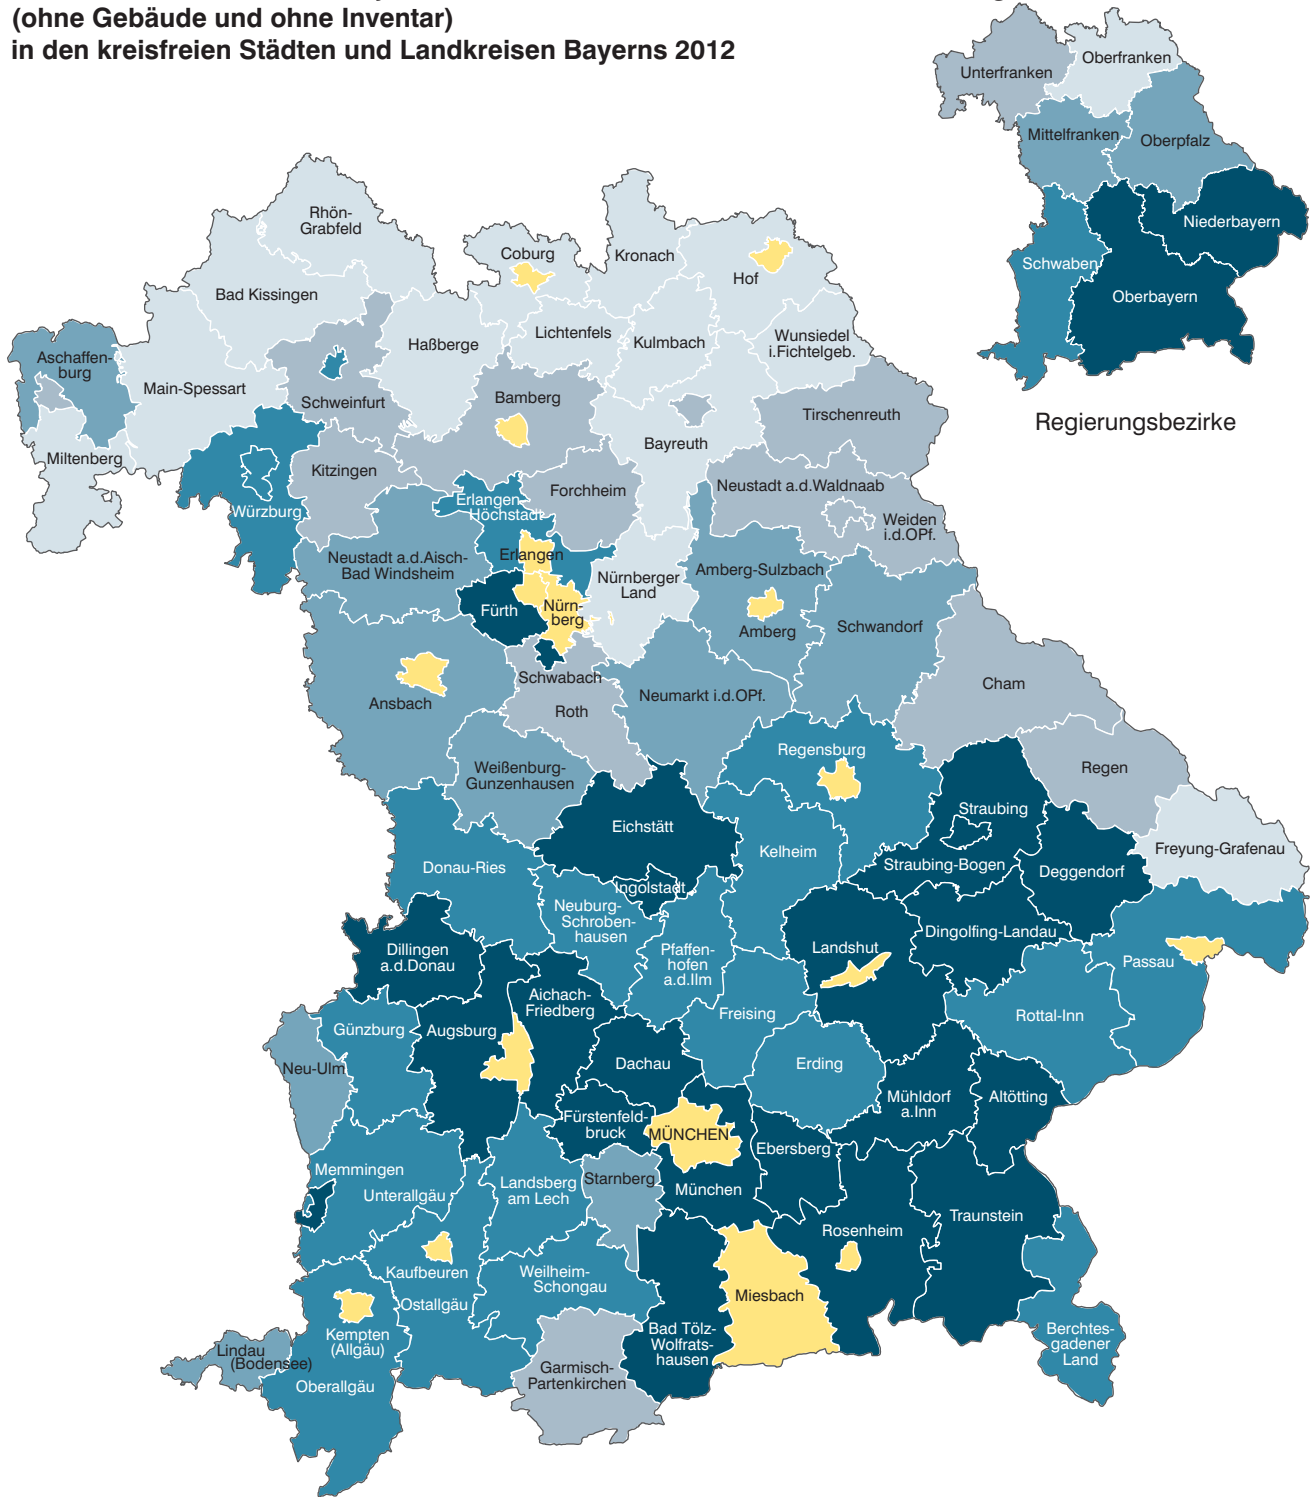 (ohne Gebäude und ohne Inventar)
in den kreisfreien Städten und Landkreisen Bayerns 2012
Unterfranken
Oberfranken
Mittelfranken
Oberpfalz
Niederbayern
Schwaben
Oberbayern
Regierungsbezirke
Rhön-
Grabfeld
Coburg
Kronach
Hof
Bad Kissingen
Lichtenfels
Kulmbach
Wunsiedel
i.Fichtelgeb.
Haßberge
Aschaffen-
burg
Main-Spessart
Schweinfurt
Bamberg
Tirschenreuth
Bayreuth
Miltenberg
Kitzingen
Forchheim
Neustadt a.d.Waldnaab
Weiden
i.d.OPf.
Würzburg
Erlangen-
Höchstadt
Erlangen
Neustadt a.d.Aisch-
Bad Windsheim
Nürnberger
Land
Amberg-Sulzbach
Fürth
Nürn-
berg
Amberg
Schwandorf
Schwabach
Cham
Ansbach
Roth
Neumarkt i.d.OPf.
Regensburg
Regen
Weißenburg-
Gunzenhausen
Straubing
Eichstätt
Kelheim
Freyung-Grafenau
Donau-Ries
Straubing-Bogen
Deggendorf
Ingolstadt
Neuburg-
Schroben-
hausen
Dingolfing-Landau
Dillingen
a.d.Donau
Pfaffen-
hofen
a.d.Ilm
Landshut
Passau
Aichach-
Friedberg
Freising
Rottal-Inn
Günzburg
Augsburg
Neu-Ulm
Dachau
Erding
Mühldorf
a.Inn
Altötting
Fürstenfeld-
bruck
MÜNCHEN
Ebersberg
Memmingen
Unterallgäu
Landsberg
am Lech
Starnberg
München
Traunstein
Rosenheim
Kaufbeuren
Weilheim-
Schongau
Miesbach
Ostallgäu
Kempten
(Allgäu)
Bad Tölz-
Wolfrats-
hausen
Berchtes-
gadener
Land
Lindau
(Bodensee)
Garmisch-
Partenkirchen
Oberallgäu